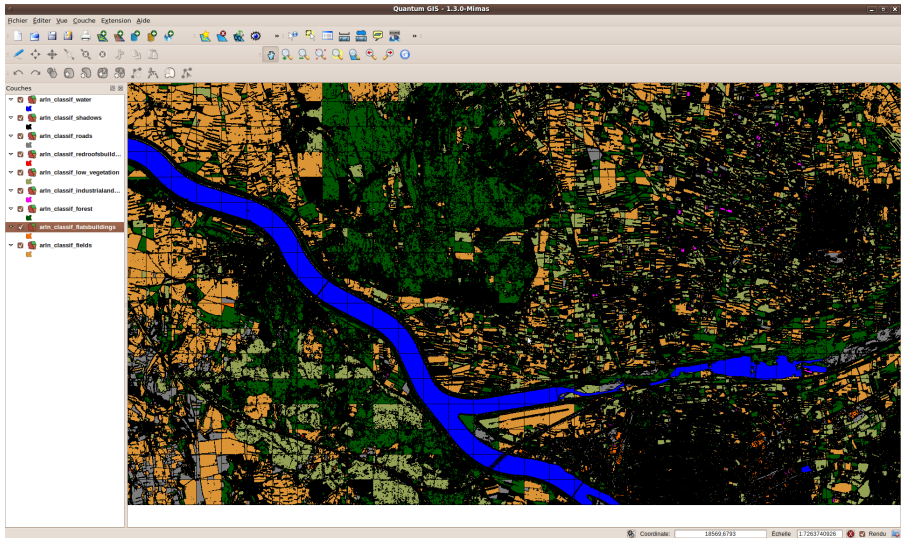 Quantum GIS - 1.3.0-Mimas
Fichier Éditer Vue Couche Extension Aide
Couches
arln_classif_water
arln_classif_shadows
arln_classif_roads
arln_classif_redroofsbuild...
arln_classif_low_vegetation
arln_classif_industrialand...
arln_classif_forest
arln_classif_flatsbuildings
arln_classif_fields
Coordinate: 18569,6793 Échelle 1:7263740926 Rendu